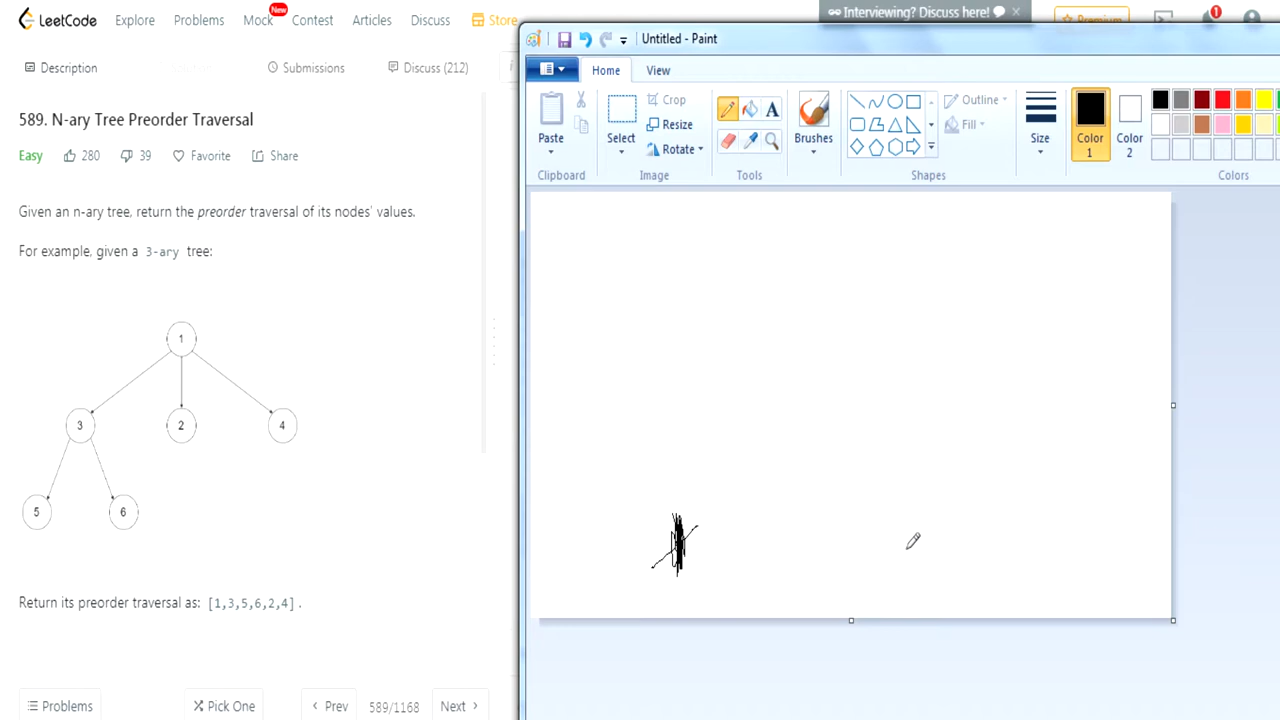 LeetCode Explore Problems Mock New Contest Articles Discuss Store
Interviewing? Discuss here! Premium 1
Description Submissions Discuss (212) i
589. N-ary Tree Preorder Traversal
Easy 280 39 Favorite Share
Given an n-ary tree, return the preorder traversal of its nodes' values.
For example, given a 3-ary tree:
1
3 2 4
5 6
Return its preorder traversal as: [1,3,5,6,2,4] .
Problems Pick One Prev 589/1168 Next
Untitled - Paint
Home View
Paste
Clipboard
Select
Crop
Resize
Rotate
Image
A
Tools
Brushes
Outline
Fill
Shapes
Size
Color
1
Color
2
Colors